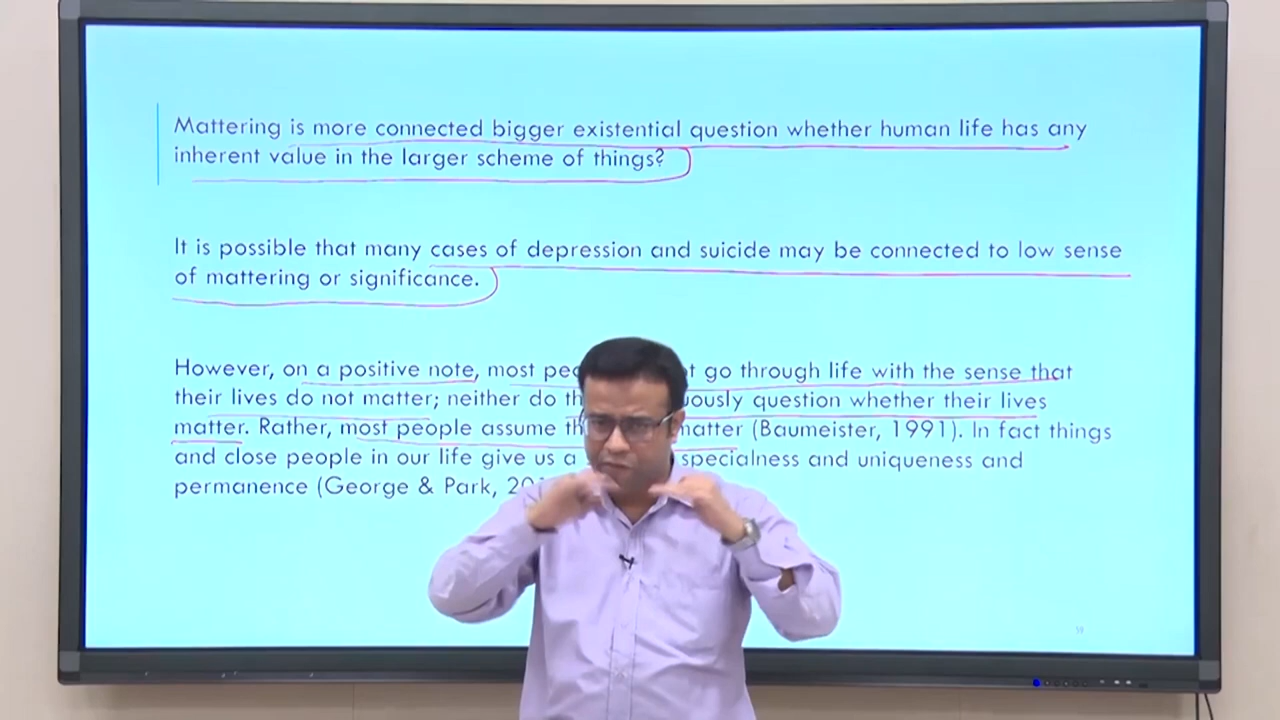 Mattering is more connected bigger existential question whether human life has any
inherent value in the larger scheme of things?
It is possible that many cases of depression and suicide may be connected to low sense
of mattering or significance.
However, on a positive note, most go through life with the sense that
their lives do not matter; neither do question whether their lives
matter. Rather, most people assume matter (Baumeister, 1991). In fact things
and close people in our life give us a specialness and uniqueness and
permanence (George & Park,